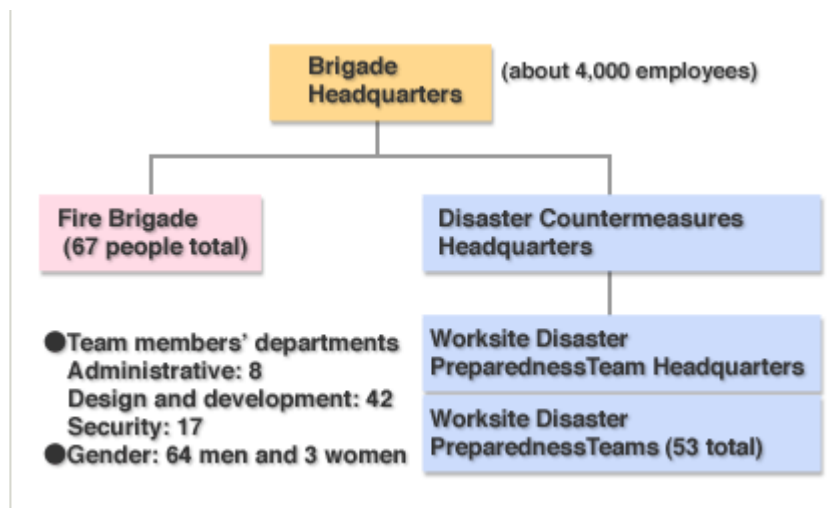 Brigade
Headquarters
(about 4,000 employees)
Fire Brigade
(67 people total)
Disaster Countermeasures
Headquarters
●Team members’ departments
Administrative: 8
Design and development: 42
Security: 17
●Gender: 64 men and 3 women
Worksite Disaster
PreparednessTeam Headquarters
Worksite Disaster
PreparednessTeams (53 total)